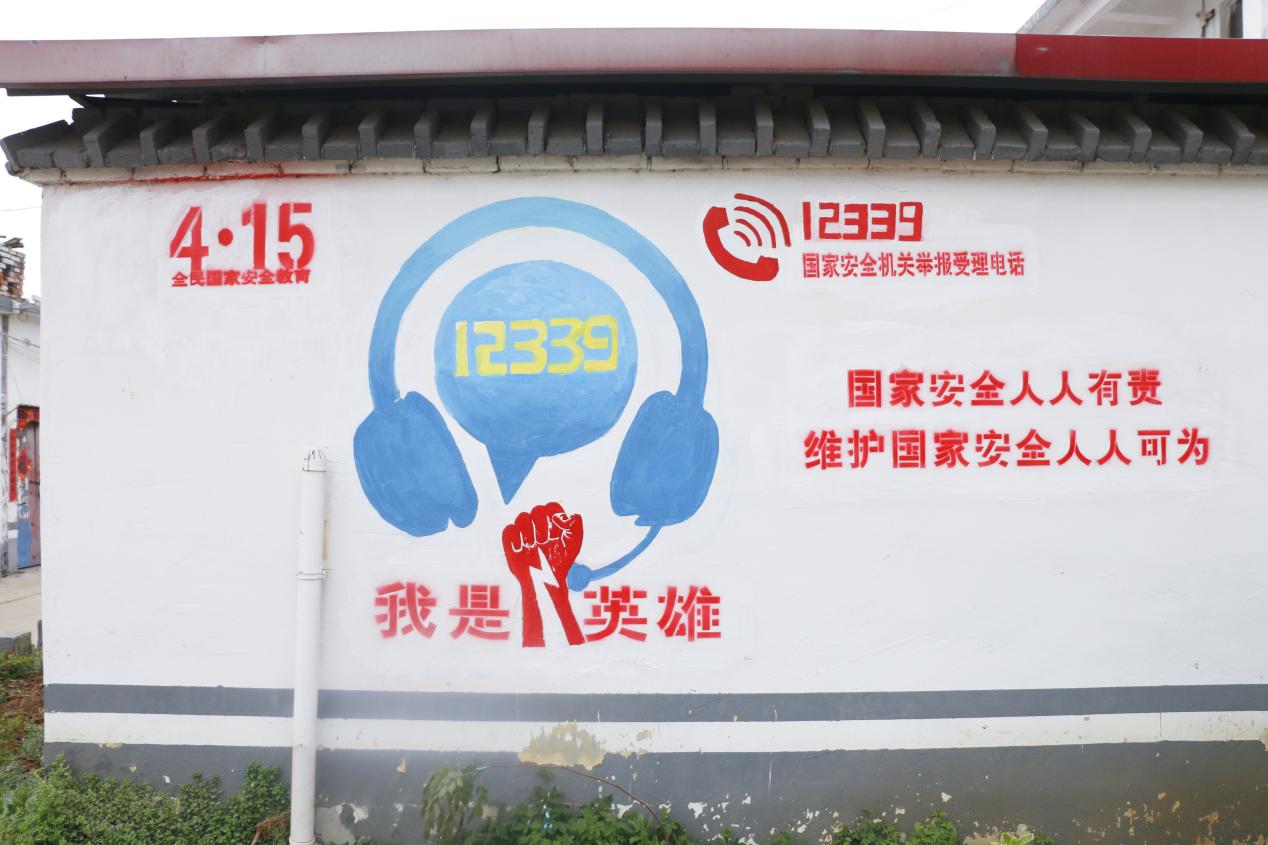 4·15
全民国家安全教育
12339
12339
国家安全机关举报受理电话
国家安全人人有责
维护国家安全人人可为
我是英雄